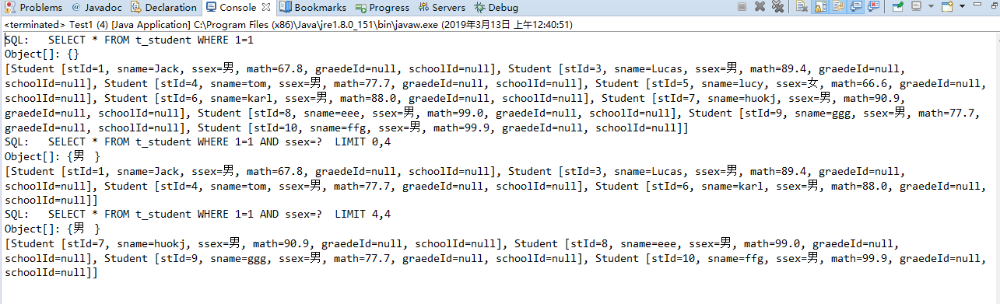 Problems @ Javadoc Declaration Console Bookmarks Progress Servers Debug
<terminated> Test1 (4) [Java Application] C:\Program Files (x86)\Java\jre1.8.0_151\bin\javaw.exe (2019年3月13日 上午12:40:51)
SQL:   SELECT * FROM t_student WHERE 1=1
Object[]: {}
[Student [stId=1, sname=Jack, ssex=男, math=67.8, graedeId=null, schoolId=null], Student [stId=3, sname=Lucas, ssex=男, math=89.4, graedeId=null,
schoolId=null], Student [stId=4, sname=tom, ssex=男, math=77.7, graedeId=null, schoolId=null], Student [stId=5, sname=lucy, ssex=女, math=66.6, graedeId=null,
schoolId=null], Student [stId=6, sname=karl, ssex=男, math=88.0, graedeId=null, schoolId=null], Student [stId=7, sname=huokj, ssex=男, math=90.9,
graedeId=null, schoolId=null], Student [stId=8, sname=eee, ssex=男, math=99.0, graedeId=null, schoolId=null], Student [stId=9, sname=ggg, ssex=男, math=77.7,
graedeId=null, schoolId=null], Student [stId=10, sname=ffg, ssex=男, math=99.9, graedeId=null, schoolId=null]]
SQL:   SELECT * FROM t_student WHERE 1=1 AND ssex=?  LIMIT 0,4
Object[]: {男 }
[Student [stId=1, sname=Jack, ssex=男, math=67.8, graedeId=null, schoolId=null], Student [stId=3, sname=Lucas, ssex=男, math=89.4, graedeId=null,
schoolId=null], Student [stId=4, sname=tom, ssex=男, math=77.7, graedeId=null, schoolId=null], Student [stId=6, sname=karl, ssex=男, math=88.0, graedeId=null,
schoolId=null]]
SQL:   SELECT * FROM t_student WHERE 1=1 AND ssex=?  LIMIT 4,4
Object[]: {男 }
[Student [stId=7, sname=huokj, ssex=男, math=90.9, graedeId=null, schoolId=null], Student [stId=8, sname=eee, ssex=男, math=99.0, graedeId=null,
schoolId=null], Student [stId=9, sname=ggg, ssex=男, math=77.7, graedeId=null, schoolId=null], Student [stId=10, sname=ffg, ssex=男, math=99.9, graedeId=null,
schoolId=null]]